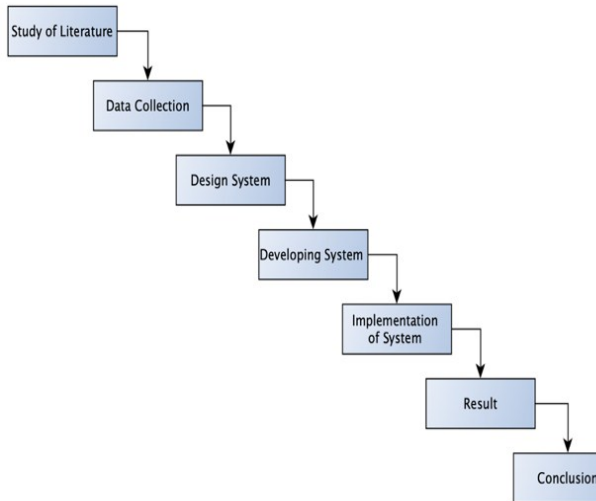 Study of Literature
Data Collection
Design System
Developing System
Implementation
of System
Result
Conclusion